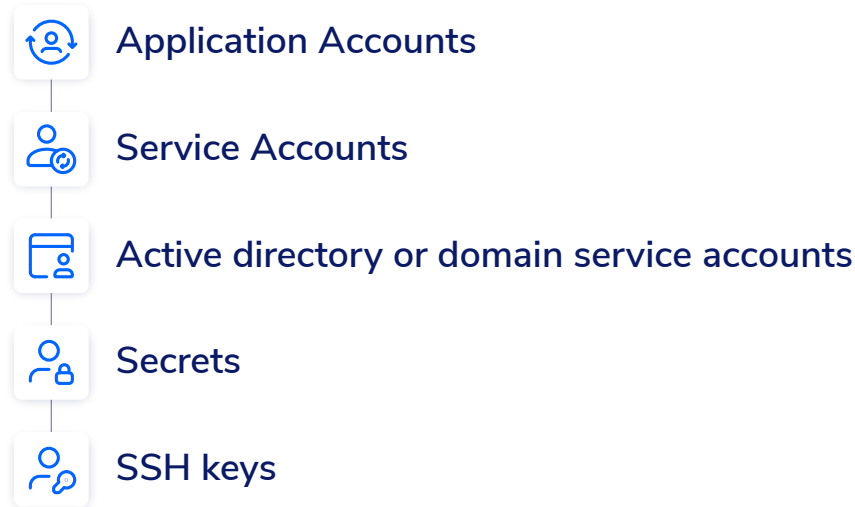 Application Accounts
Service Accounts
Active directory or domain service accounts
Secrets
SSH keys